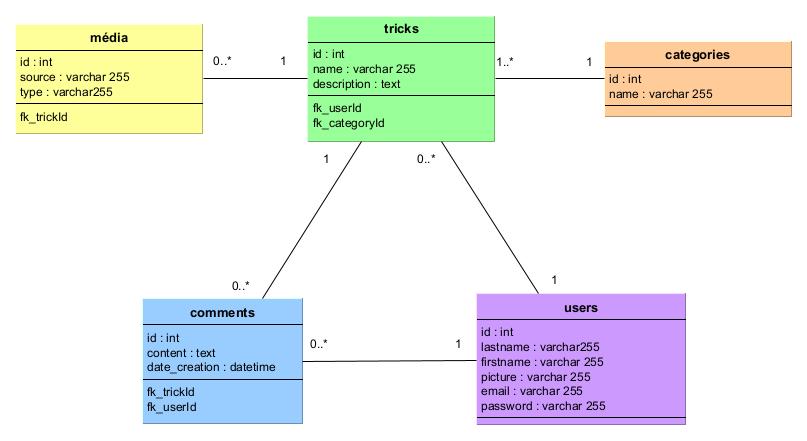 média
id : int
source : varchar 255
type : varchar255
fk_trickId
0..*
1
tricks
id : int
name : varchar 255
description : text
fk_userId
fk_categoryId
1..*
1
categories
id : int
name : varchar 255
1
0..*
0..*
1
comments
id : int
content : text
date_creation : datetime
fk_trickId
fk_userId
0..*
1
users
id : int
lastname : varchar255
firstname : varchar 255
picture : varchar 255
email : varchar 255
password : varchar 255